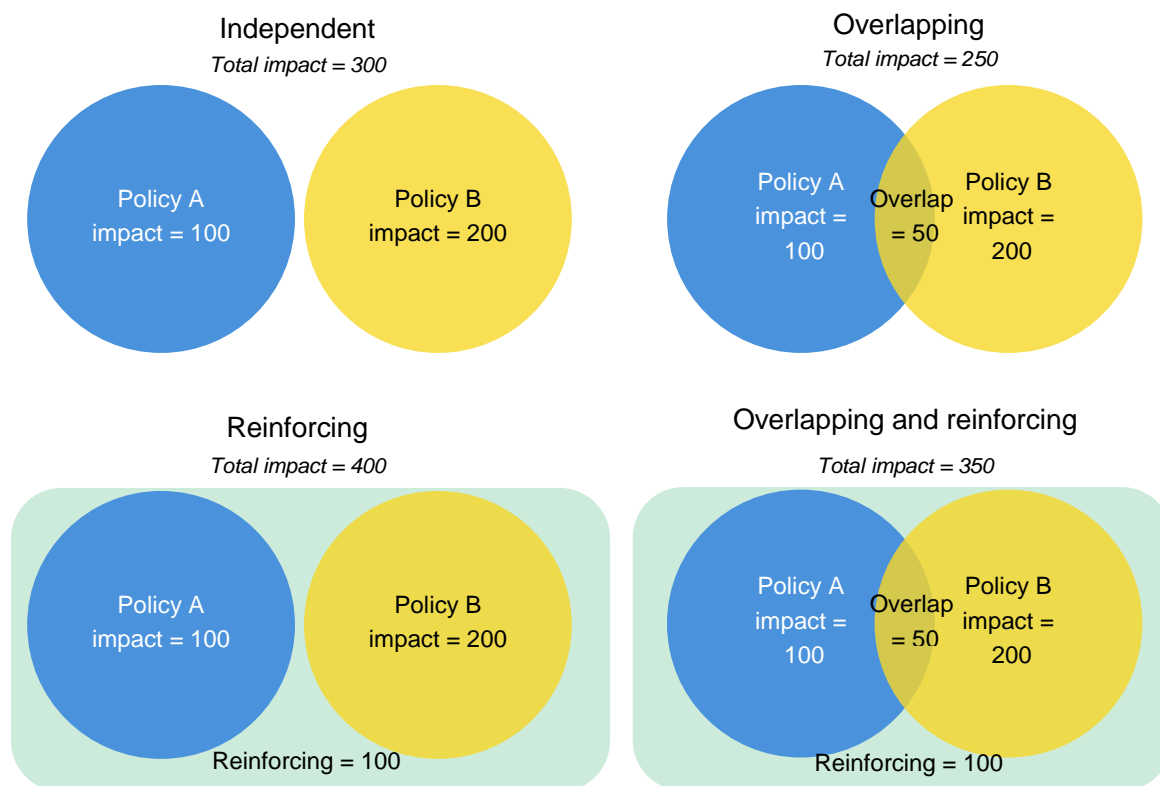 Independent
Total impact = 300
Policy A
impact = 100
Policy B
impact = 200
Overlapping
Total impact = 250
Policy A
impact =
100
Overlap
= 50
Policy B
impact =
200
Reinforcing
Total impact = 400
Policy A
impact = 100
Policy B
impact = 200
Reinforcing = 100
Overlapping and reinforcing
Total impact = 350
Policy A
impact =
100
Overlap
= 50
Policy B
impact =
200
Reinforcing = 100